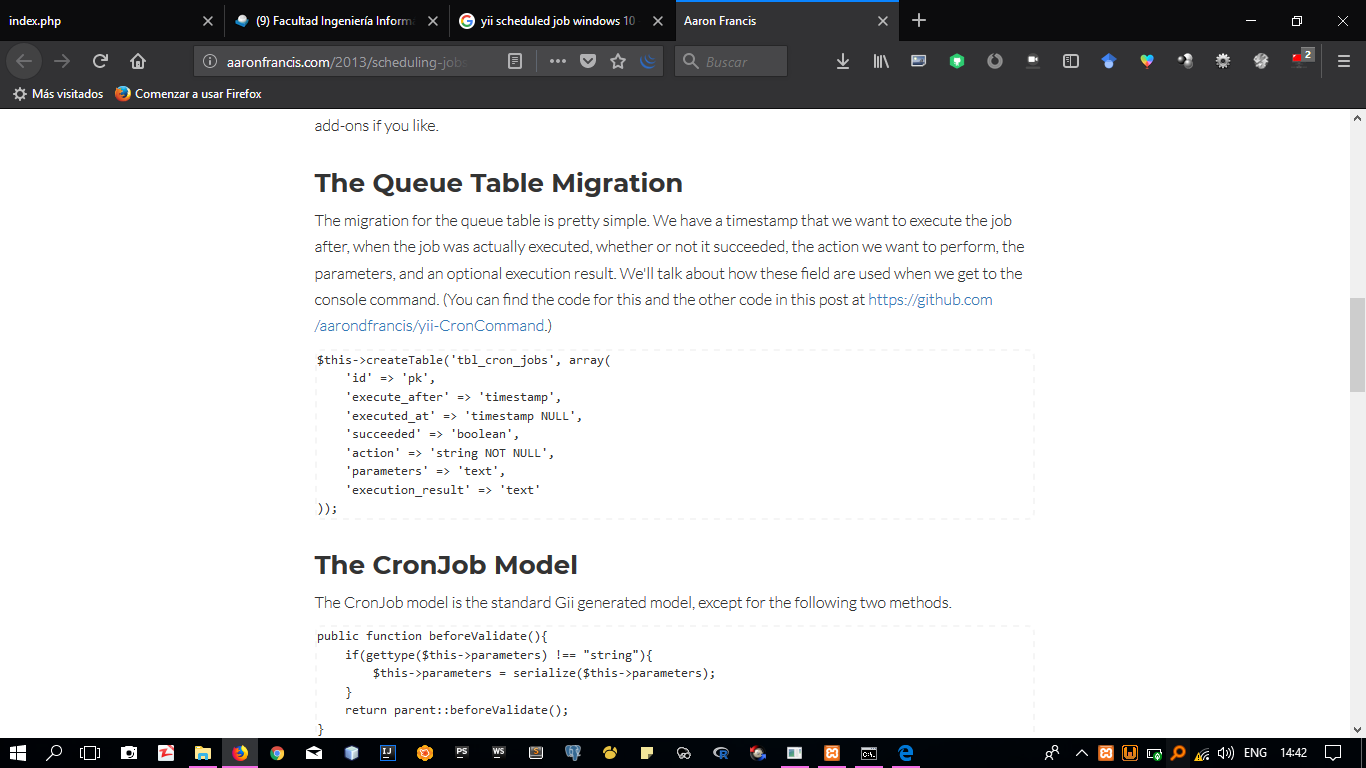 index.php
(9) Facultad Ingeniería Informa
yii scheduled job windows 10
Aaron Francis
aaronfrancis.com/2013/scheduling-jobs
Buscar
2
Más visitados
Comenzar a usar Firefox
add-ons if you like.
The Queue Table Migration
The migration for the queue table is pretty simple. We have a timestamp that we want to execute the job
after, when the job was actually executed, whether or not it succeeded, the action we want to perform, the
parameters, and an optional execution result. We'll talk about how these field are used when we get to the
console command. (You can find the code for this and the other code in this post at https://github.com
/aarondfrancis/yii-CronCommand.)
$this->createTable('tbl_cron_jobs', array(
    'id' => 'pk',
    'execute_after' => 'timestamp',
    'executed_at' => 'timestamp NULL',
    'succeeded' => 'boolean',
    'action' => 'string NOT NULL',
    'parameters' => 'text',
    'execution_result' => 'text'
));
The CronJob Model
The CronJob model is the standard Gii generated model, except for the following two methods.
public function beforeValidate(){
    if(gettype($this->parameters) !== "string"){
        $this->parameters = serialize($this->parameters);
    }
    return parent::beforeValidate();
}
IJ
PS
WS
R
ENG
14:42